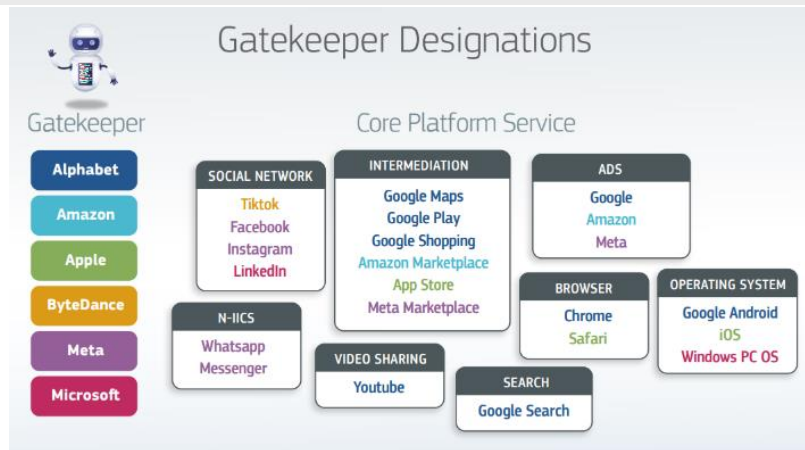 Gatekeeper Designations
Gatekeeper
Core Platform Service
Alphabet
Amazon
Apple
ByteDance
Meta
Microsoft
SOCIAL NETWORK
Tiktok
Facebook
Instagram
LinkedIn
INTERMEDIATION
Google Maps
Google Play
Google Shopping
Amazon Marketplace
App Store
Meta Marketplace
ADS
Google
Amazon
Meta
N-IICS
Whatsapp
Messenger
VIDEO SHARING
Youtube
BROWSER
Chrome
Safari
SEARCH
Google Search
OPERATING SYSTEM
Google Android
iOS
Windows PC OS